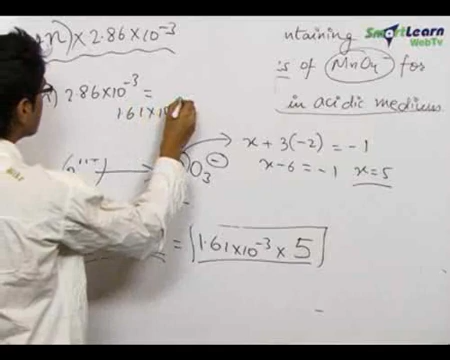 n) × 2.86 × 10⁻³
SmartLearn
WebTv
ntaining
is of MnO₄⁻ for
in acidic medium
) 2.86×10⁻³ =
1.61×10
O₃⁻
x + 3(-2) = -1
x - 6 = -1 x = 5
= 1.61×10⁻³ × 5